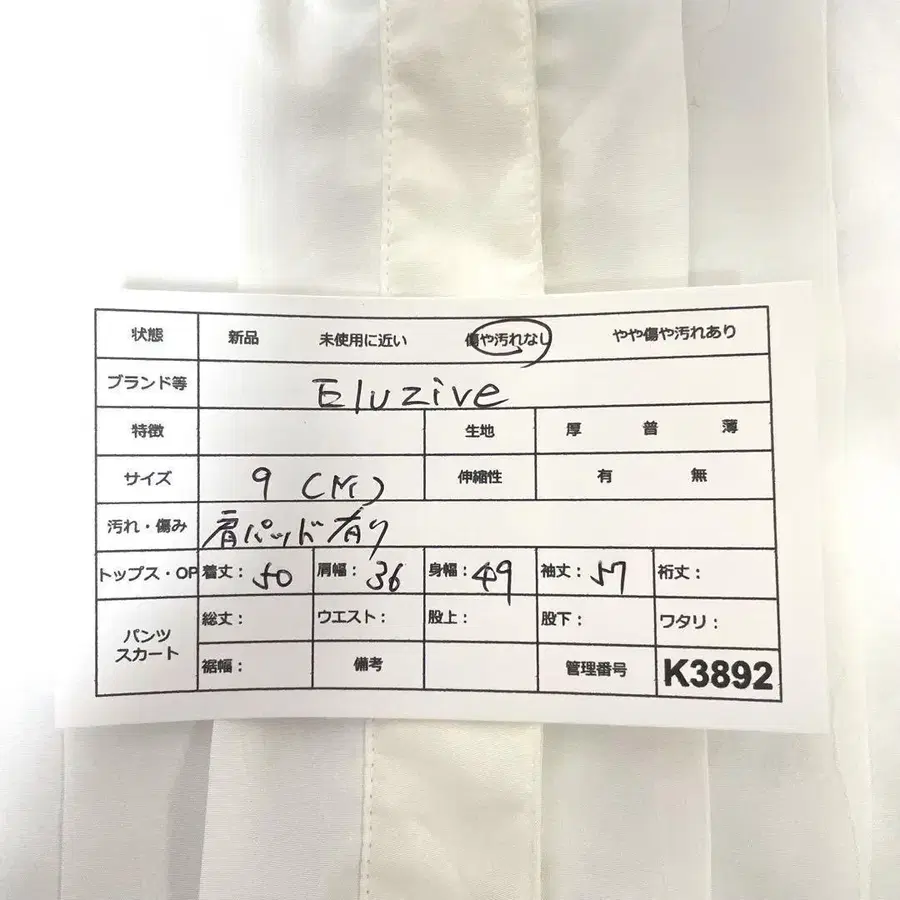 状態 新品 未使用に近い 傷や汚れなし やや傷や汚れあり
ブランド等 Eluzive
特徴 生地 厚 普 薄
サイズ 9 (M) 伸縮性 有 無
汚れ・傷み 肩パッド有り
トップス・OP 着丈：50 肩幅：36 身幅：49 袖丈：57 裄丈：
パンツ スカート 総丈： ウエスト： 股上： 股下： ワタリ：
裾幅： 備考 管理番号 K3892